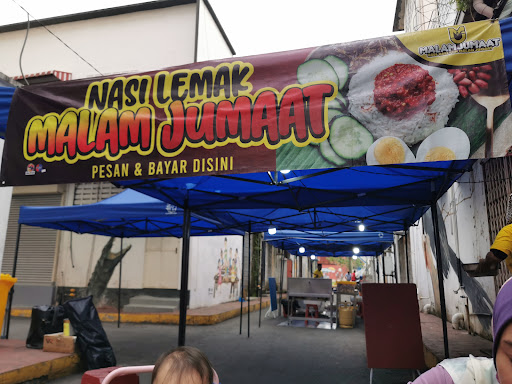 NASI LEMAK
MALAM JUMAAT
PESAN & BAYAR DISINI
MALAM JUMAAT